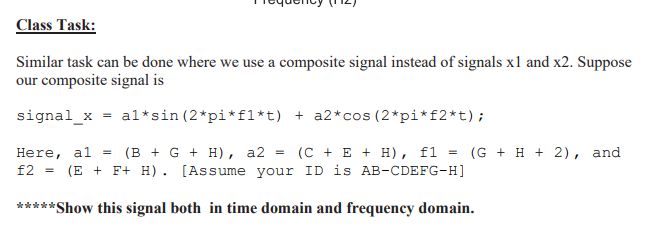 Frequency (Hz)
Class Task:
Similar task can be done where we use a composite signal instead of signals x1 and x2. Suppose
our composite signal is
signal_x = a1*sin(2*pi*f1*t) + a2*cos(2*pi*f2*t);
Here, a1 = (B + G + H), a2 = (C + E + H), f1 = (G + H + 2), and
f2 = (E + F+ H). [Assume your ID is AB-CDEFG-H]
*****Show this signal both in time domain and frequency domain.